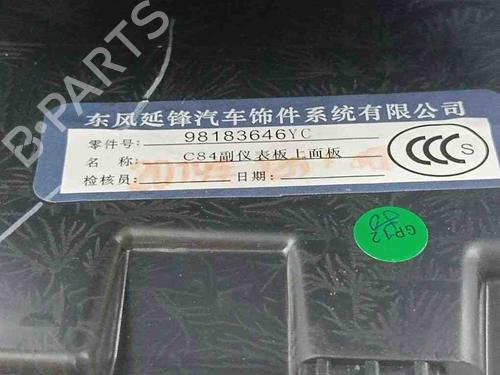 B-PARTS
东风延锋汽车饰件系统有限公司
零件号: 98183646YC
名 称: C84副仪表板上面板
检核员: 日期:
CCC S
GP12